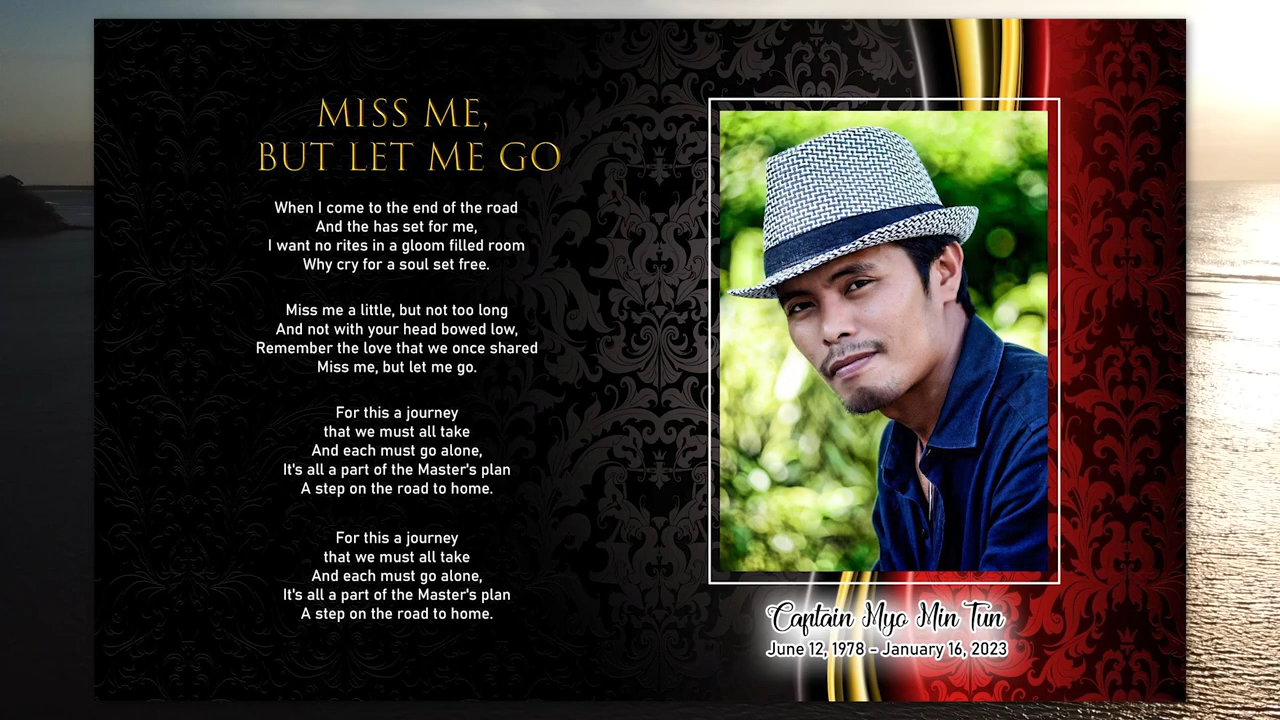 MISS ME,
BUT LET ME GO
When I come to the end of the road
And the has set for me,
I want no rites in a gloom filled room
Why cry for a soul set free.
Miss me a little, but not too long
And not with your head bowed low,
Remember the love that we once shared
Miss me, but let me go.
For this a journey
that we must all take
And each must go alone,
It's all a part of the Master's plan
A step on the road to home.
For this a journey
that we must all take
And each must go alone,
It's all a part of the Master's plan
A step on the road to home.
Captain Myo Min Tun
June 12, 1978 - January 16, 2023